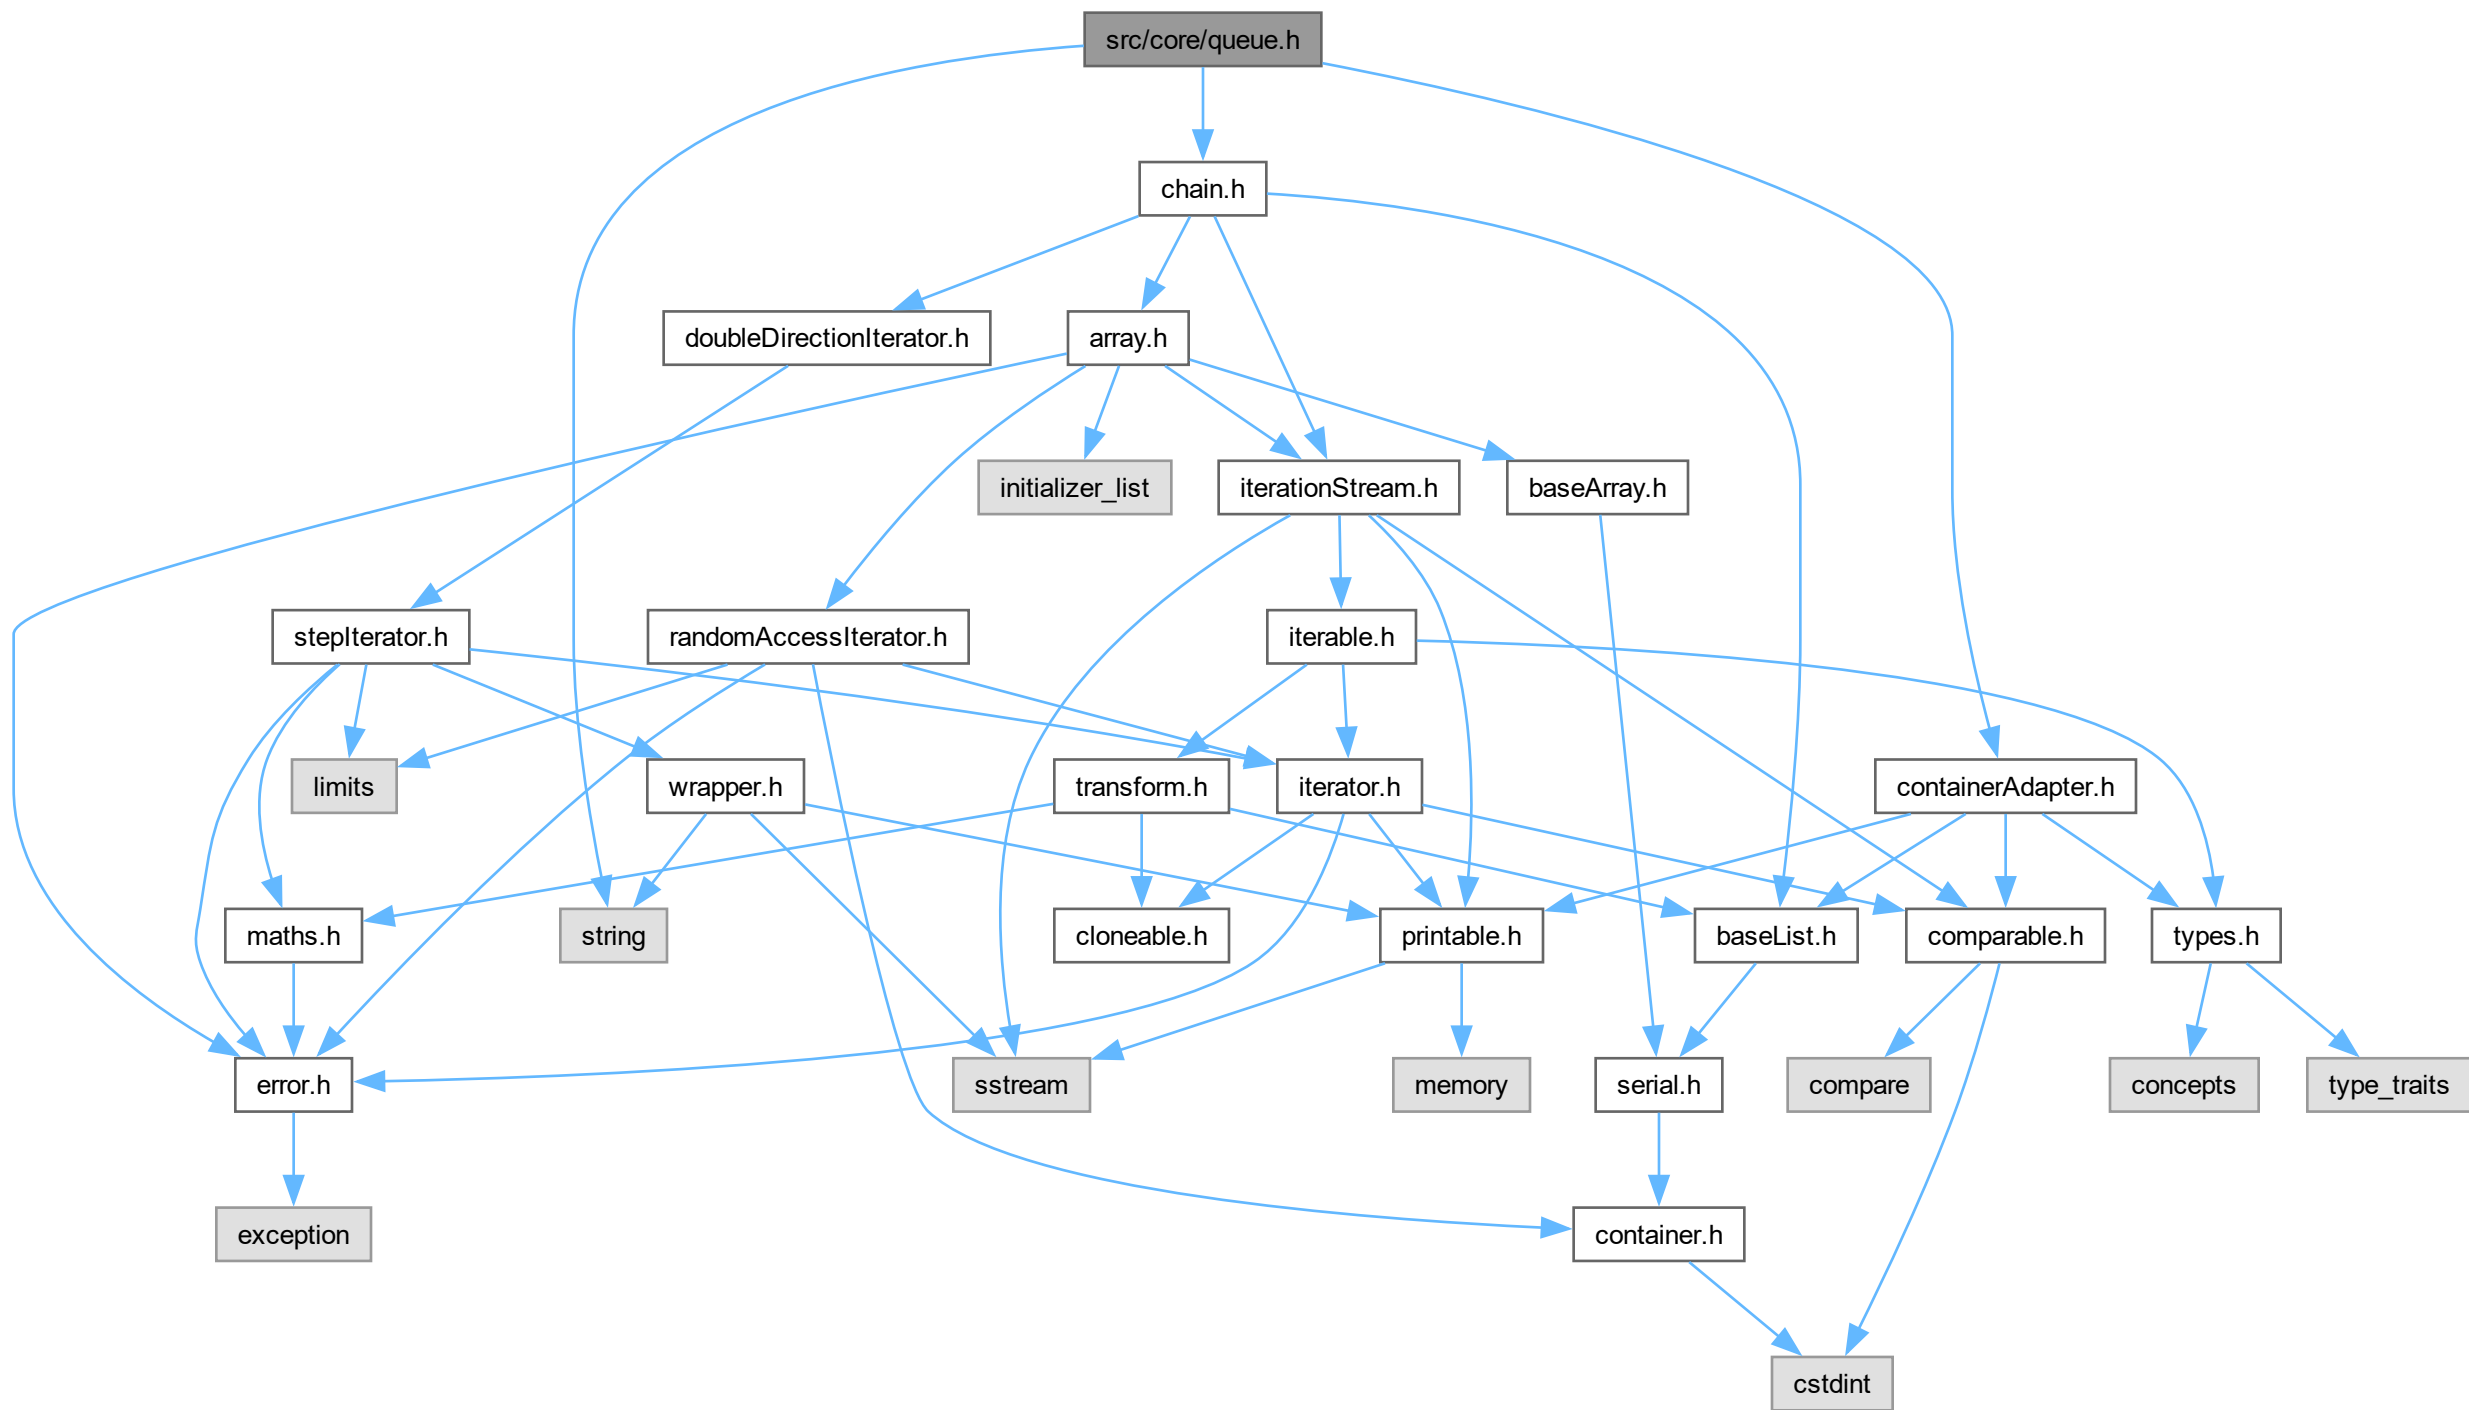 src/core/queue.h
chain.h
doubleDirectionIterator.h
array.h
initializer_list
iterationStream.h
baseArray.h
stepIterator.h
randomAccessIterator.h
iterable.h
limits
wrapper.h
transform.h
iterator.h
containerAdapter.h
maths.h
string
cloneable.h
printable.h
baseList.h
comparable.h
types.h
error.h
sstream
memory
serial.h
compare
concepts
type_traits
exception
container.h
cstdint